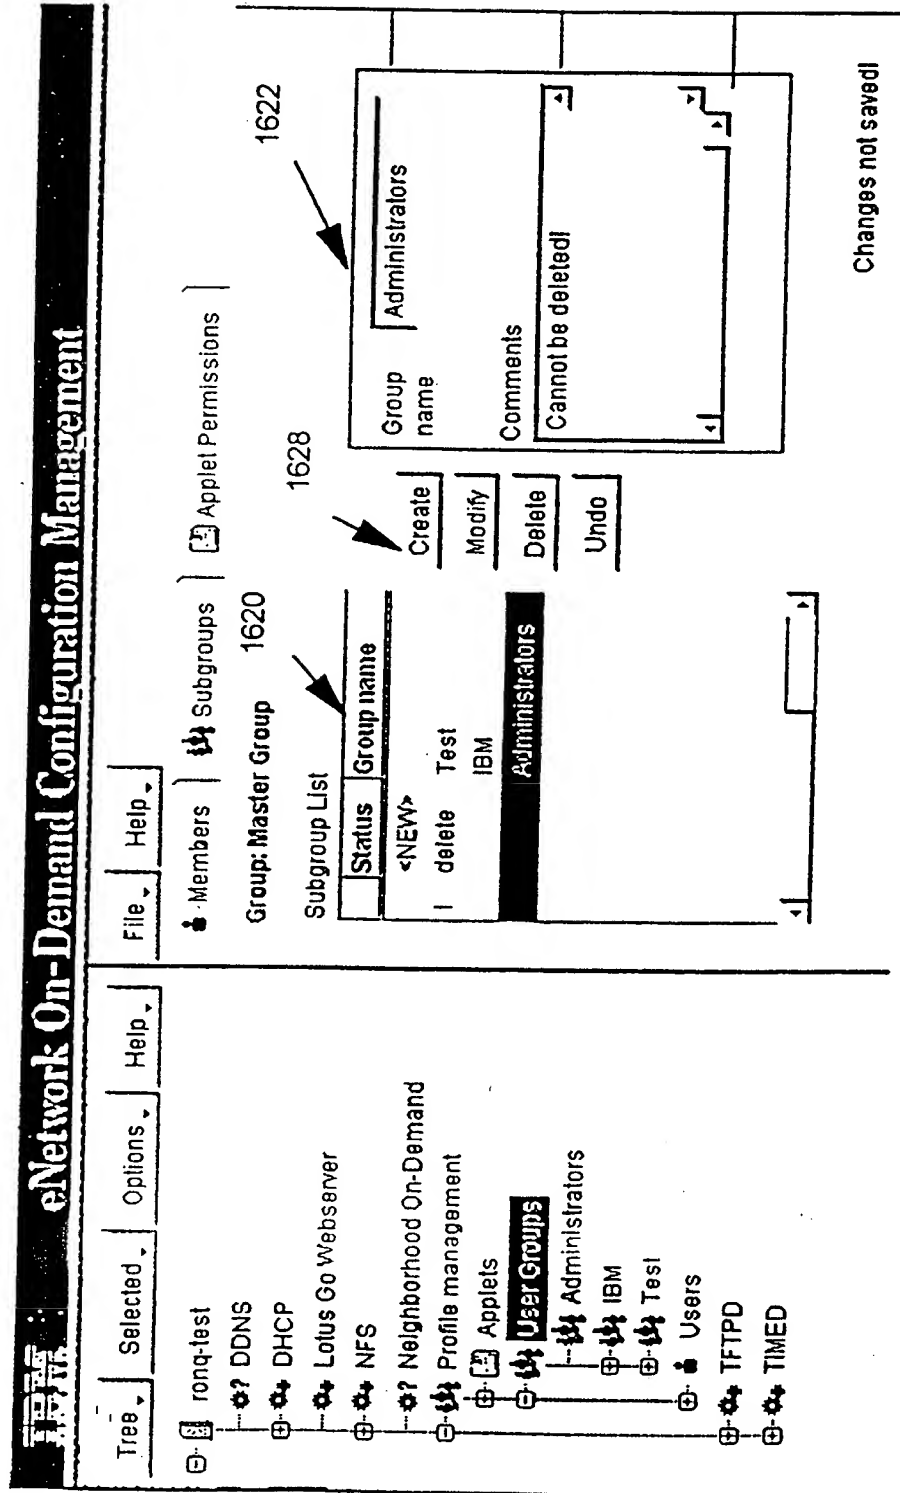 IBM eNetwork On-Demand Configuration Management
Tree Selected Options Help
ronq-test
? DDNS
DHCP
Lotus Go Webserver
NFS
? Neighborhood On-Demand
Profile management
Applets
User Groups
Administrators
IBM
Test
Users
TFTPD
TIMED
File Help
Members Subgroups Applet Permissions
Group: Master Group
1620
1628
1622
Subgroup List
Status Group name
<NEW>
delete Test
IBM
Administrators
Create
Modify
Delete
Undo
Group name
Administrators
Comments
Cannot be deleted!
Changes not saved!